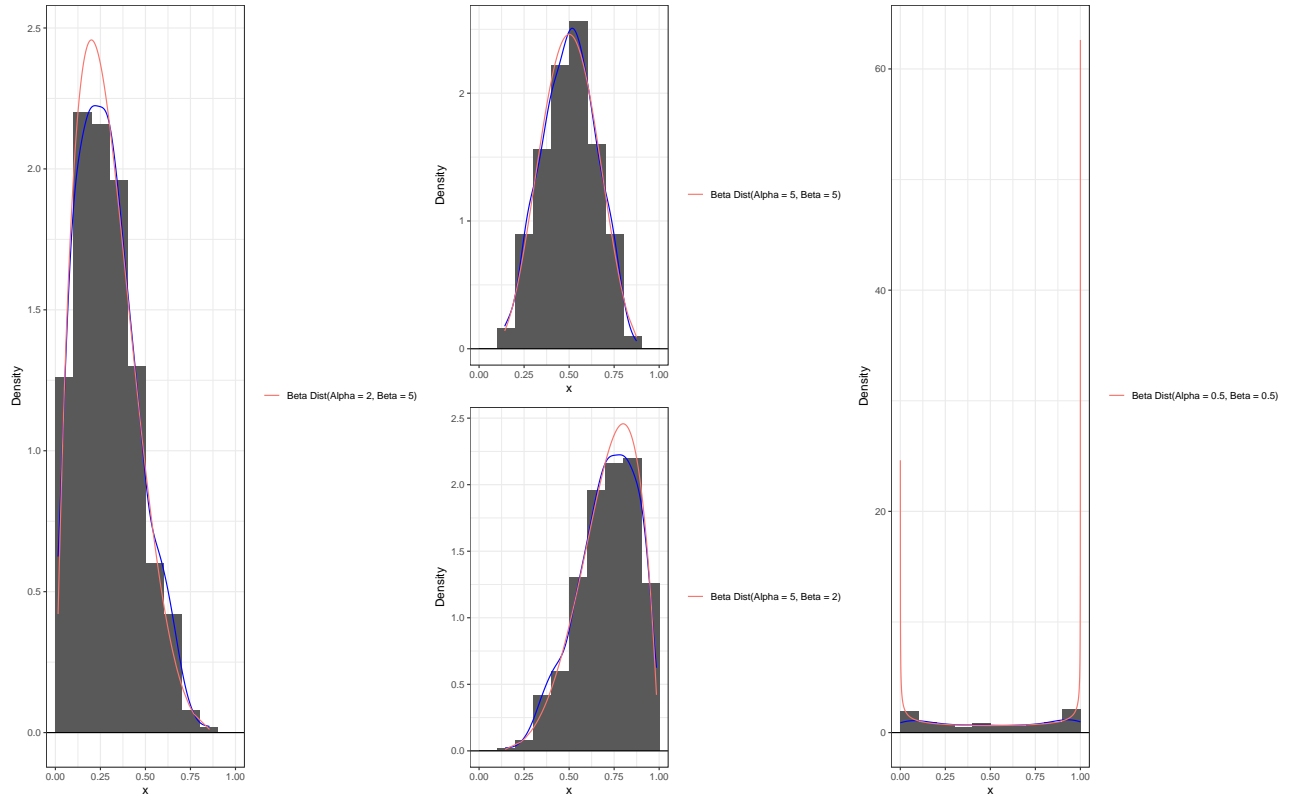 Density
2.5
2.0
1.5
1.0
0.5
0.0
0.00 0.25 0.50 0.75 1.00
x
Beta Dist(Alpha = 2, Beta = 5)
Density
2
1
0
0.00 0.25 0.50 0.75 1.00
x
Beta Dist(Alpha = 5, Beta = 5)
Density
2.5
2.0
1.5
1.0
0.5
0.0
0.00 0.25 0.50 0.75 1.00
x
Beta Dist(Alpha = 5, Beta = 2)
Density
60
40
20
0
0.00 0.25 0.50 0.75 1.00
x
Beta Dist(Alpha = 0.5, Beta = 0.5)